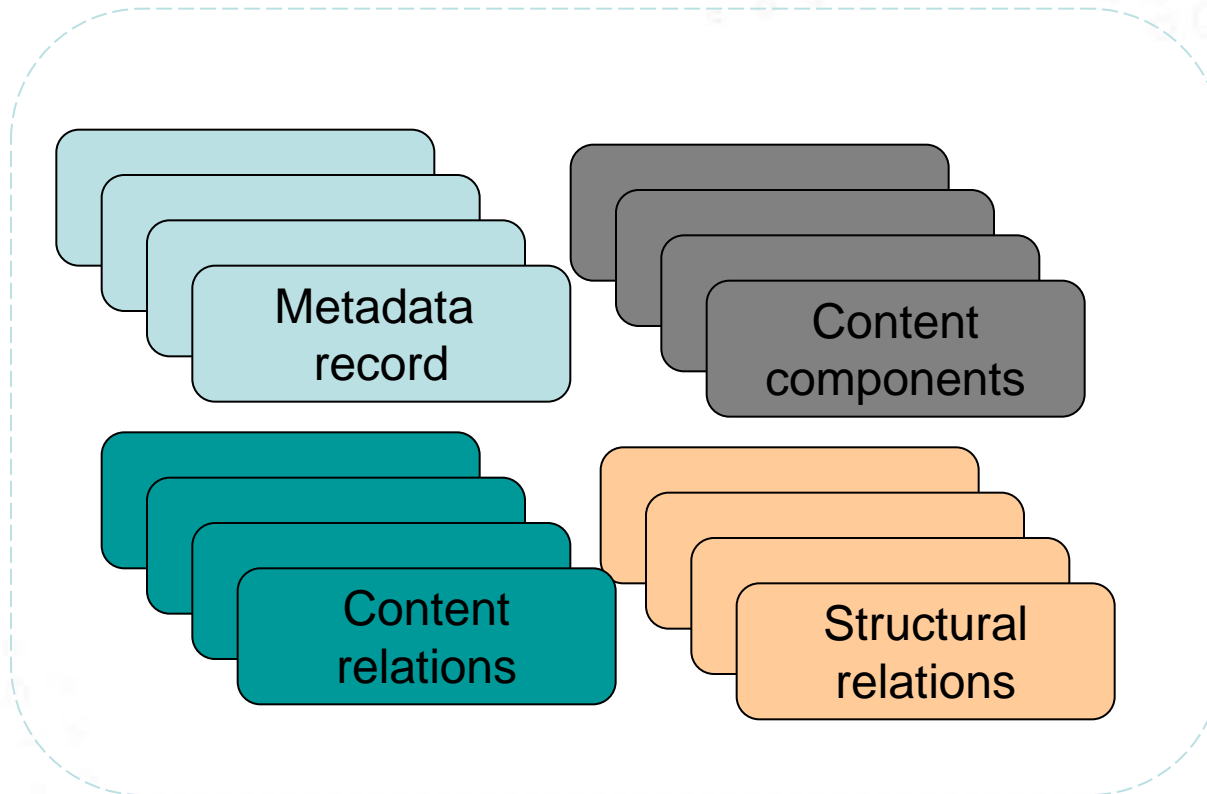 Metadata
record
Content
components
Content
relations
Structural
relations